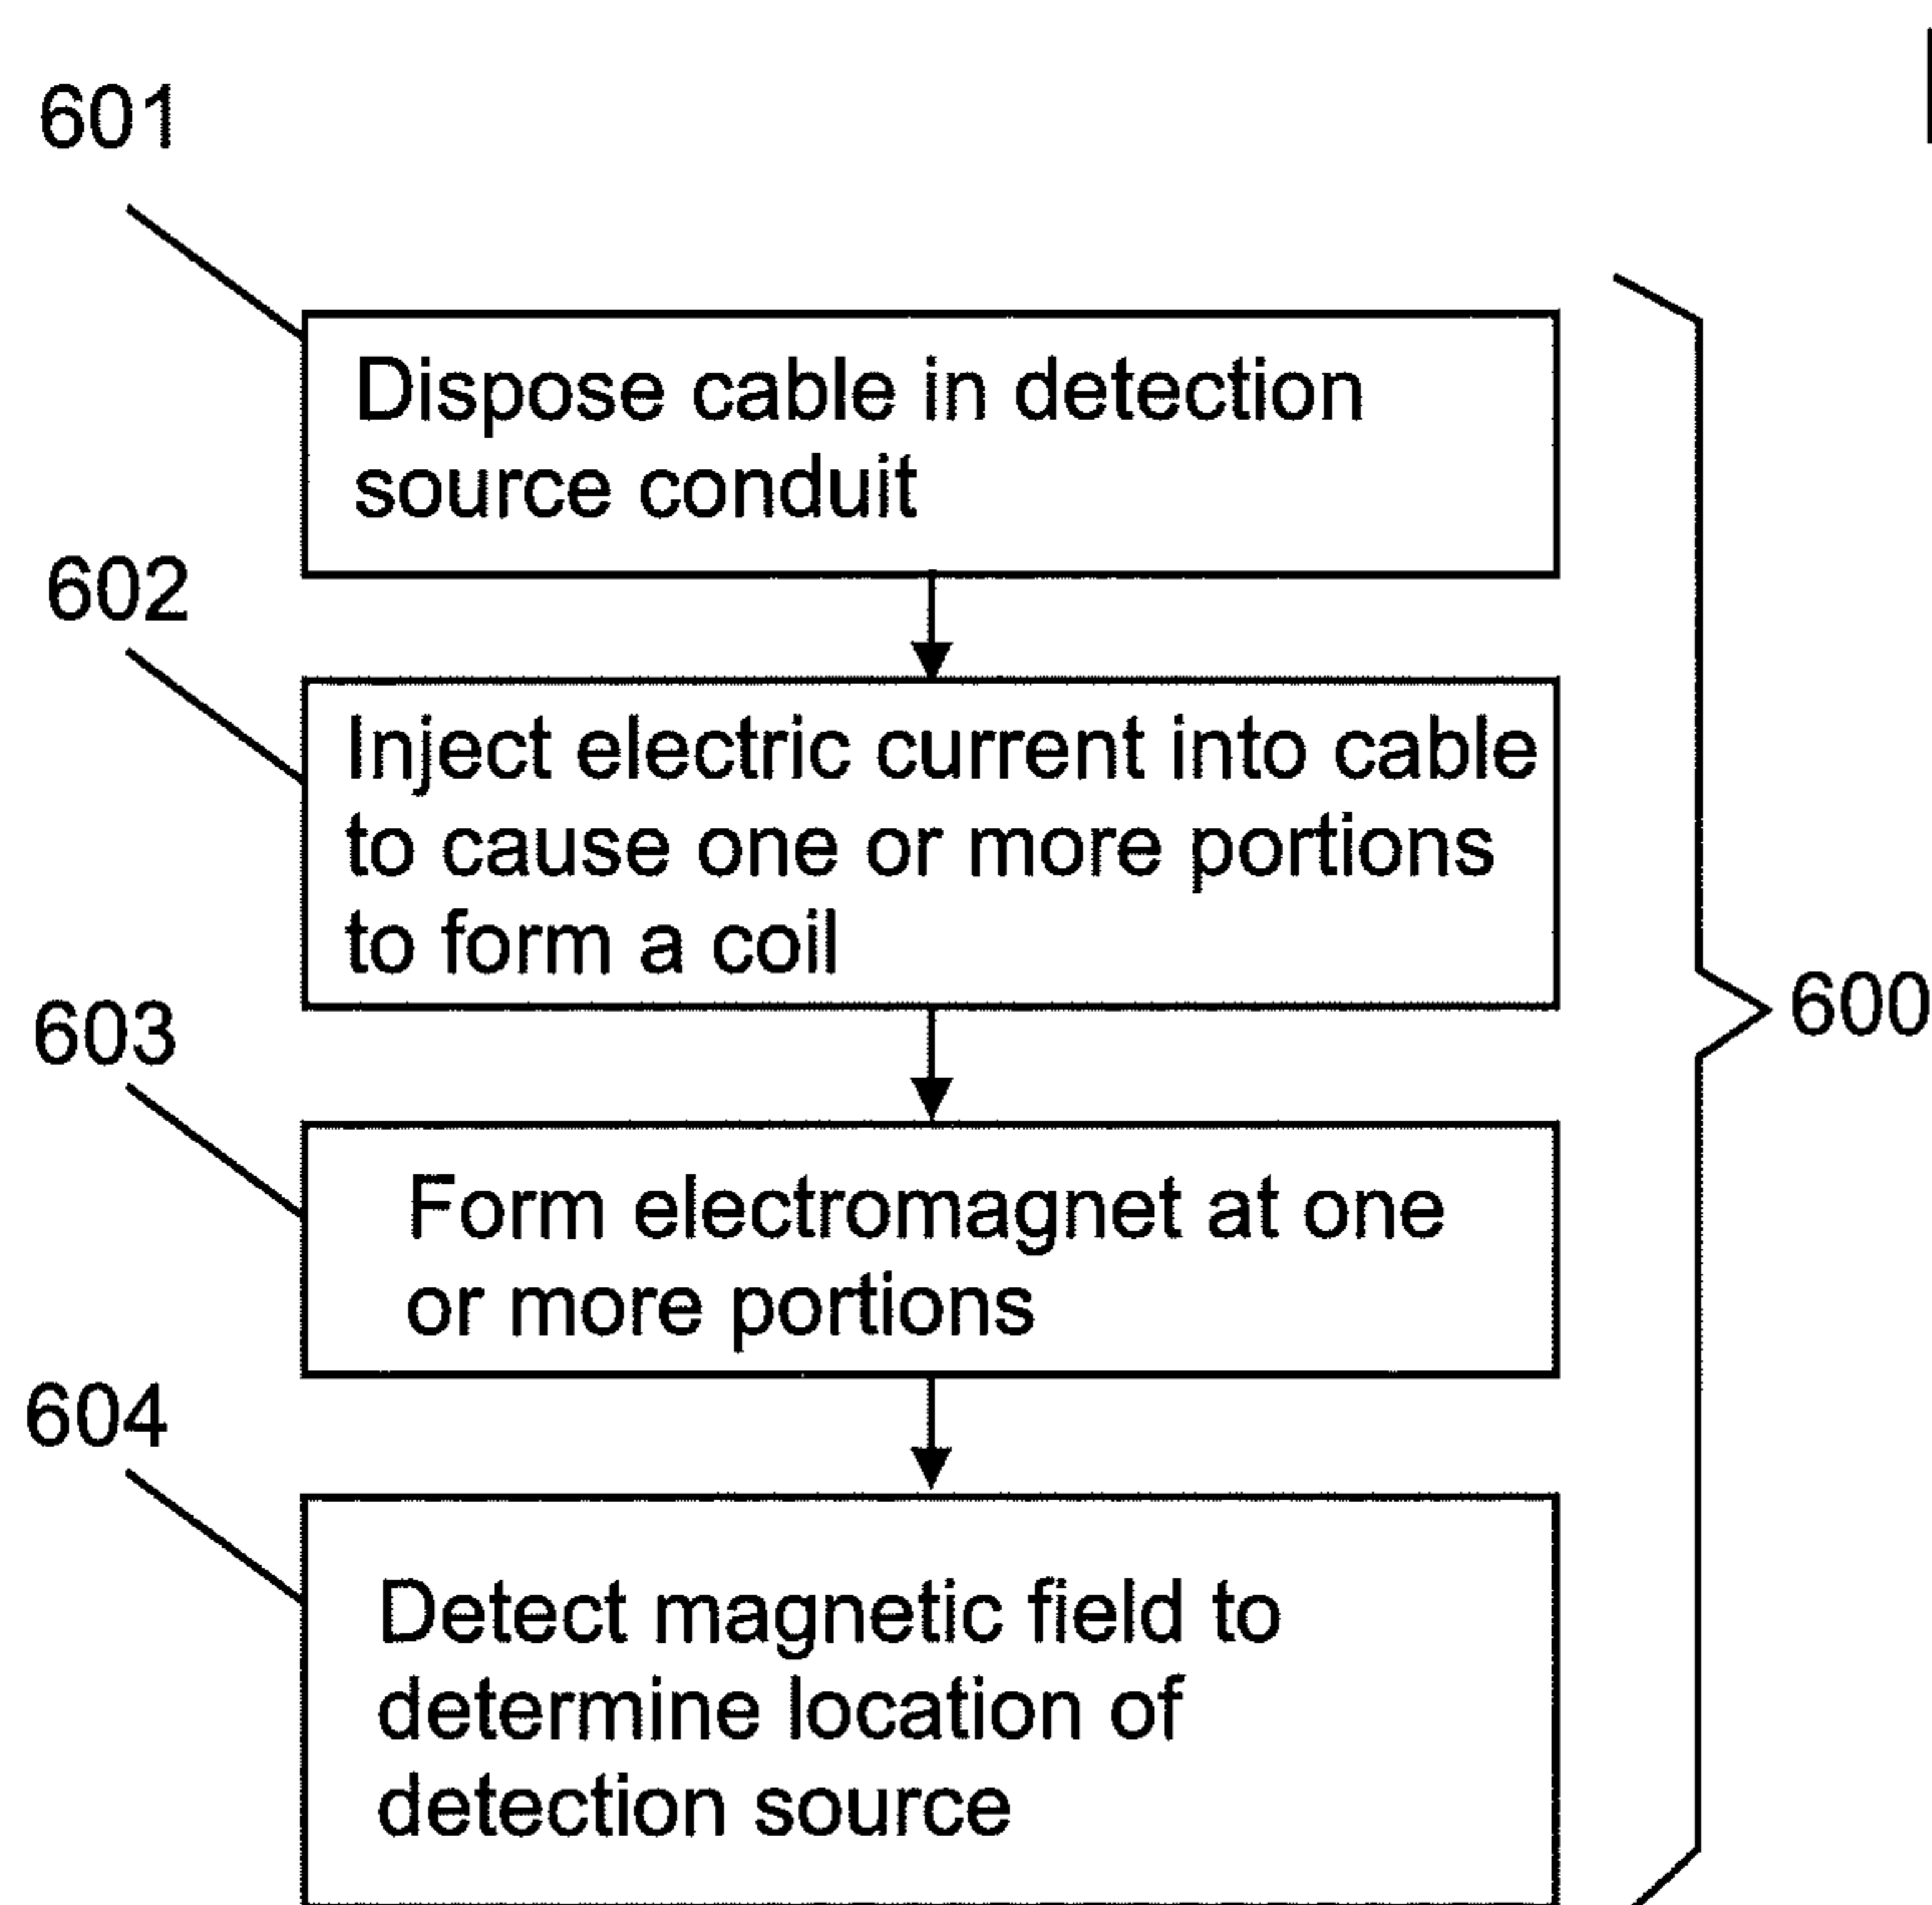 601
Dispose cable in detection
source conduit
602
Inject electric current into cable
to cause one or more portions
to form a coil
603
600
Form electromagnet at one
or more portions
604
Detect magnetic field to
determine location of
detection source